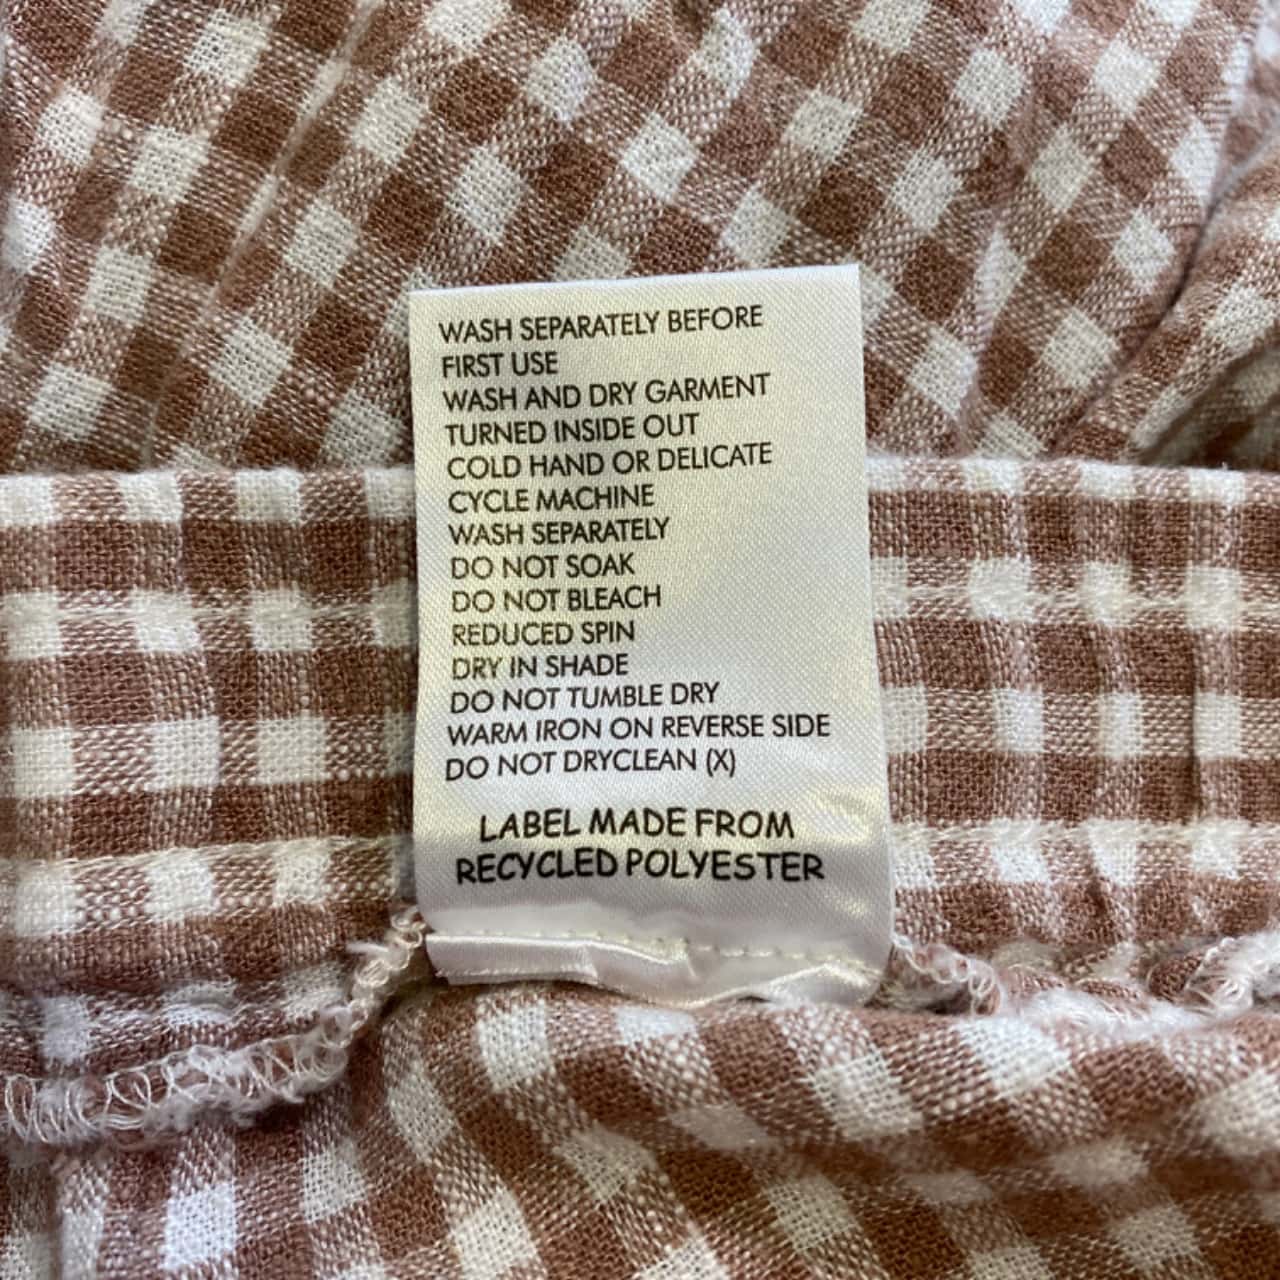 WASH SEPARATELY BEFORE
FIRST USE
WASH AND DRY GARMENT
TURNED INSIDE OUT
COLD HAND OR DELICATE
CYCLE MACHINE
WASH SEPARATELY
DO NOT SOAK
DO NOT BLEACH
REDUCED SPIN
DRY IN SHADE
DO NOT TUMBLE DRY
WARM IRON ON REVERSE SIDE
DO NOT DRYCLEAN (X)
LABEL MADE FROM
RECYCLED POLYESTER